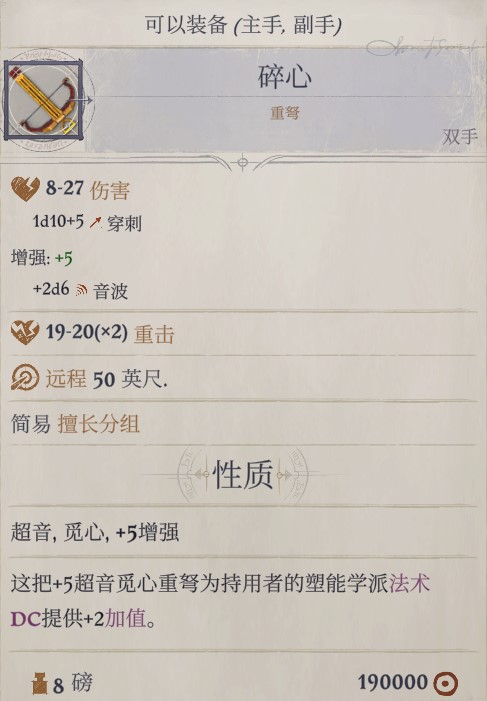 可以装备 (主手, 副手)
碎心
重弩
双手
8-27 伤害
1d10+5 穿刺
增强: +5
+2d6 音波
19-20(×2) 重击
远程 50 英尺.
简易 擅长分组
性质
超音, 觅心, +5增强
这把+5超音觅心重弩为持用者的塑能学派法术
DC提供+2加值。
8 磅
190000